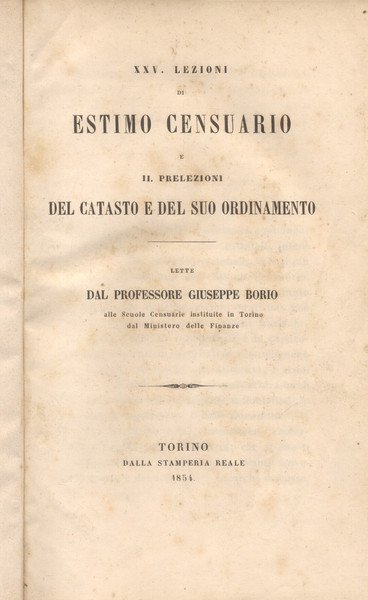 XXV. LEZIONI
DI
ESTIMO CENSUARIO
E
II. PRELEZIONI
DEL CATASTO E DEL SUO ORDINAMENTO
LETTE
DAL PROFESSORE GIUSEPPE BORIO
alle Scuole Censuarie instituite in Torino
dal Ministero delle Finanze
TORINO
DALLA STAMPERIA REALE
1854.